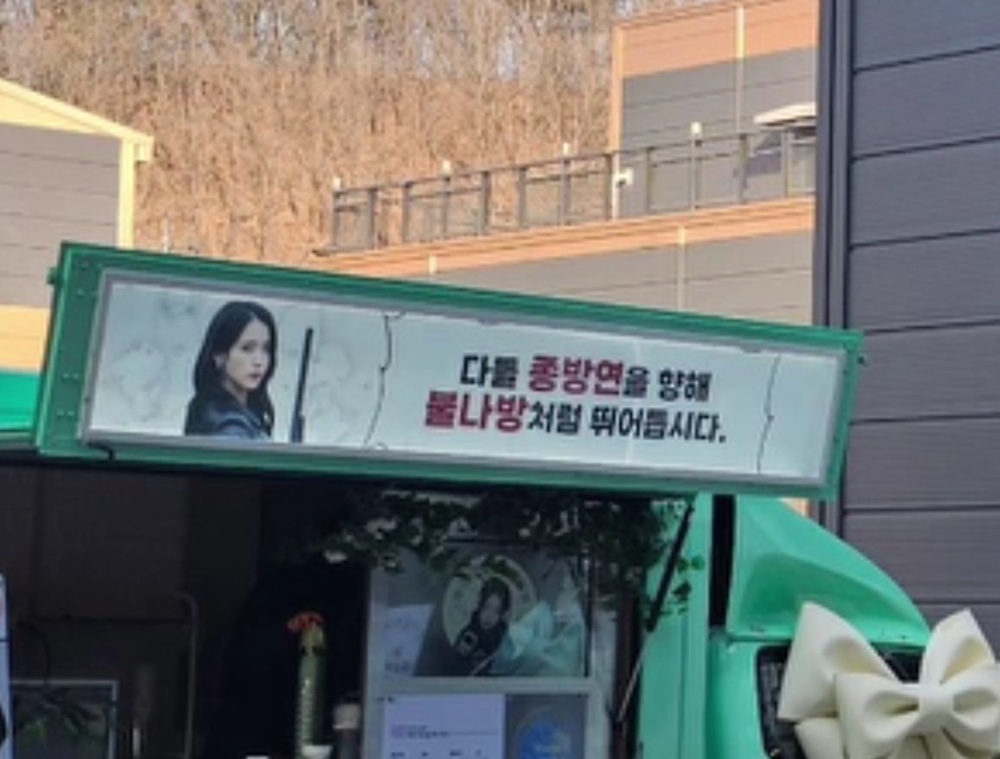 다들 종방연을 향해
불나방처럼 뛰어듭시다.